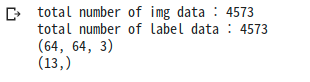 total number of img data : 4573
total number of label data : 4573
(64, 64, 3)
(13,)